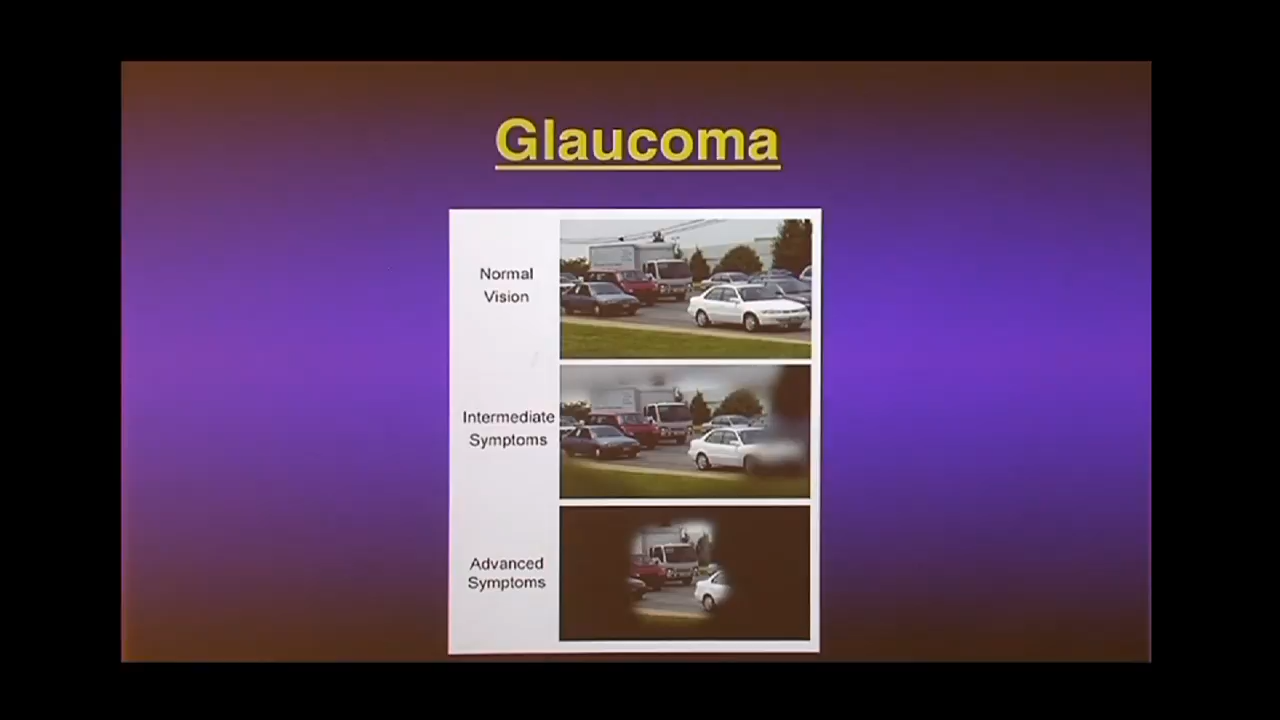 Glaucoma
Normal
Vision
Intermediate
Symptoms
Advanced
Symptoms